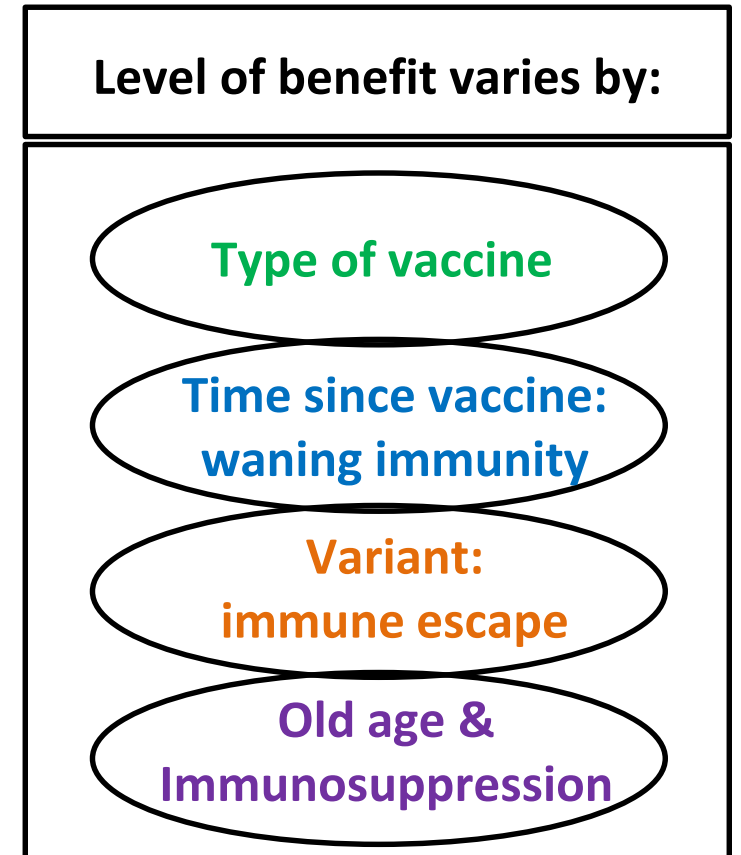 Level of benefit varies by:
Type of vaccine
Time since vaccine:
waning immunity
Variant:
immune escape
Old age &
Immunosuppression